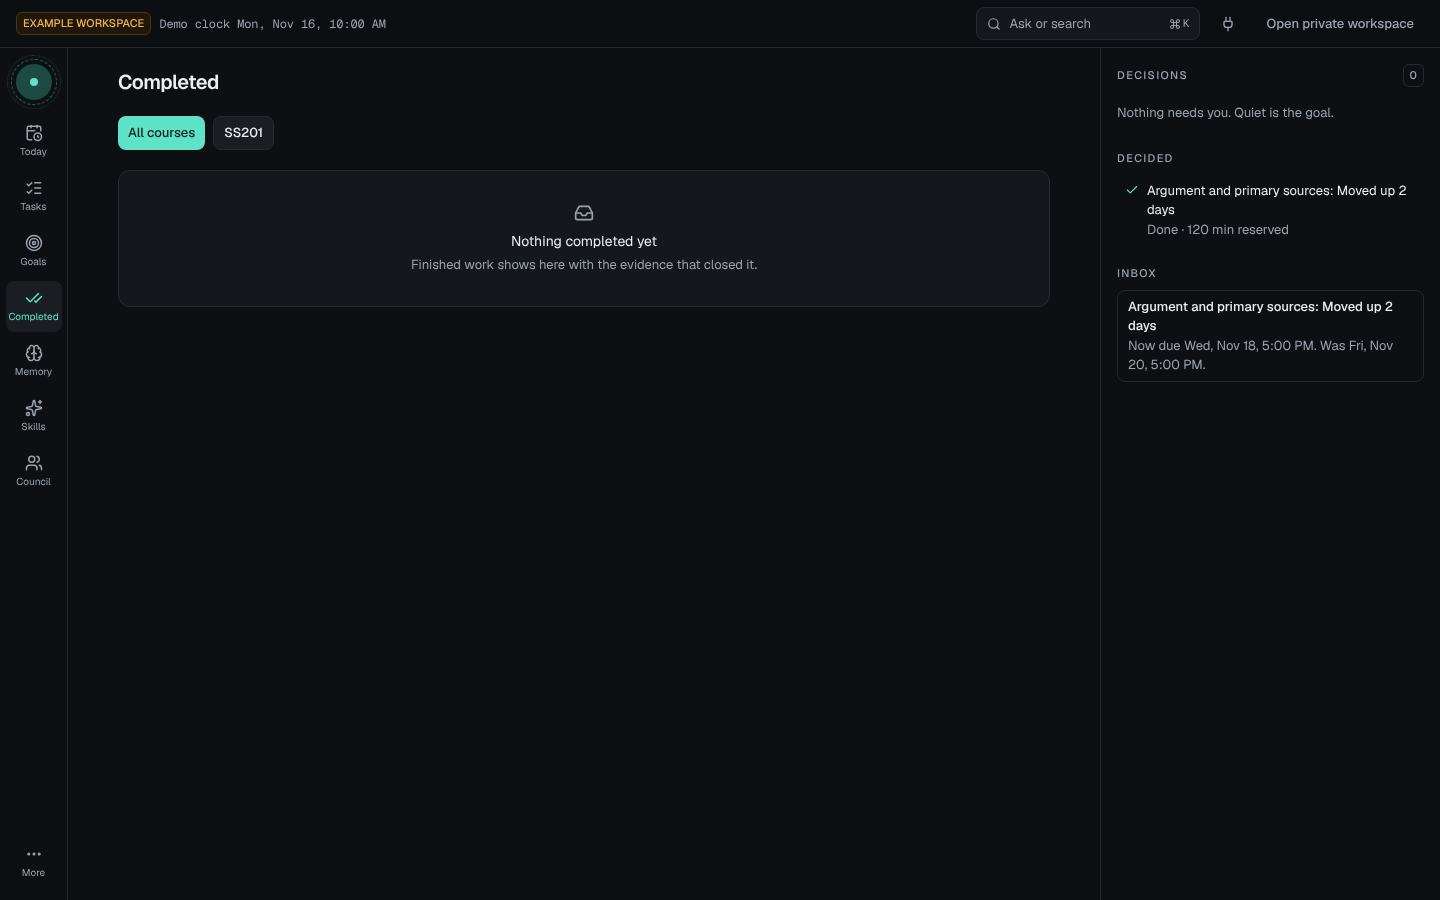 EXAMPLE WORKSPACE
Demo clock Mon, Nov 16, 10:00 AM
Ask or search
⌘K
Open private workspace
Today
Tasks
Goals
Completed
Memory
Skills
Council
More
Completed
All courses
SS201
Nothing completed yet
Finished work shows here with the evidence that closed it.
DECISIONS
0
Nothing needs you. Quiet is the goal.
DECIDED
Argument and primary sources: Moved up 2
days
Done · 120 min reserved
INBOX
Argument and primary sources: Moved up 2
days
Now due Wed, Nov 18, 5:00 PM. Was Fri, Nov
20, 5:00 PM.